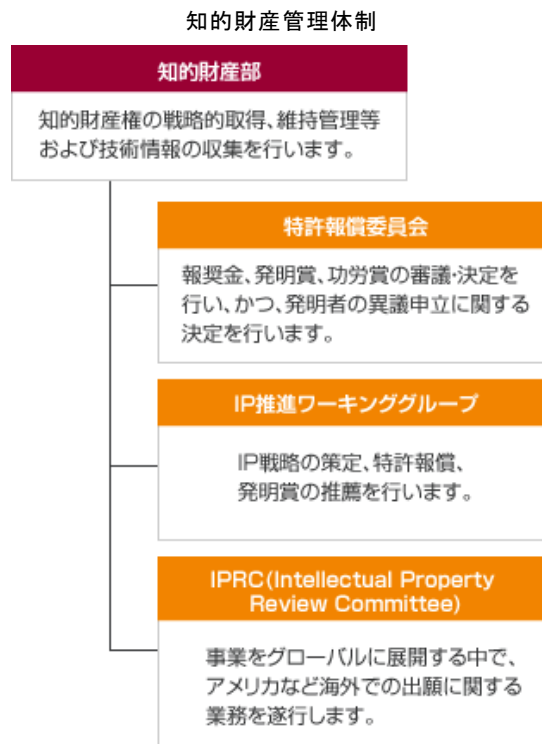 知的財産管理体制
知的財産部
知的財産権の戦略的取得、維持管理等
および技術情報の収集を行います。
特許報償委員会
報奨金、発明賞、功労賞の審議・決定を
行い、かつ、発明者の異議申立に関する
決定を行います。
IP推進ワーキンググループ
IP戦略の策定、特許報償、
発明賞の推薦を行います。
IPRC(Intellectual Property
Review Committee)
事業をグローバルに展開する中で、
アメリカなど海外での出願に関する
業務を遂行します。